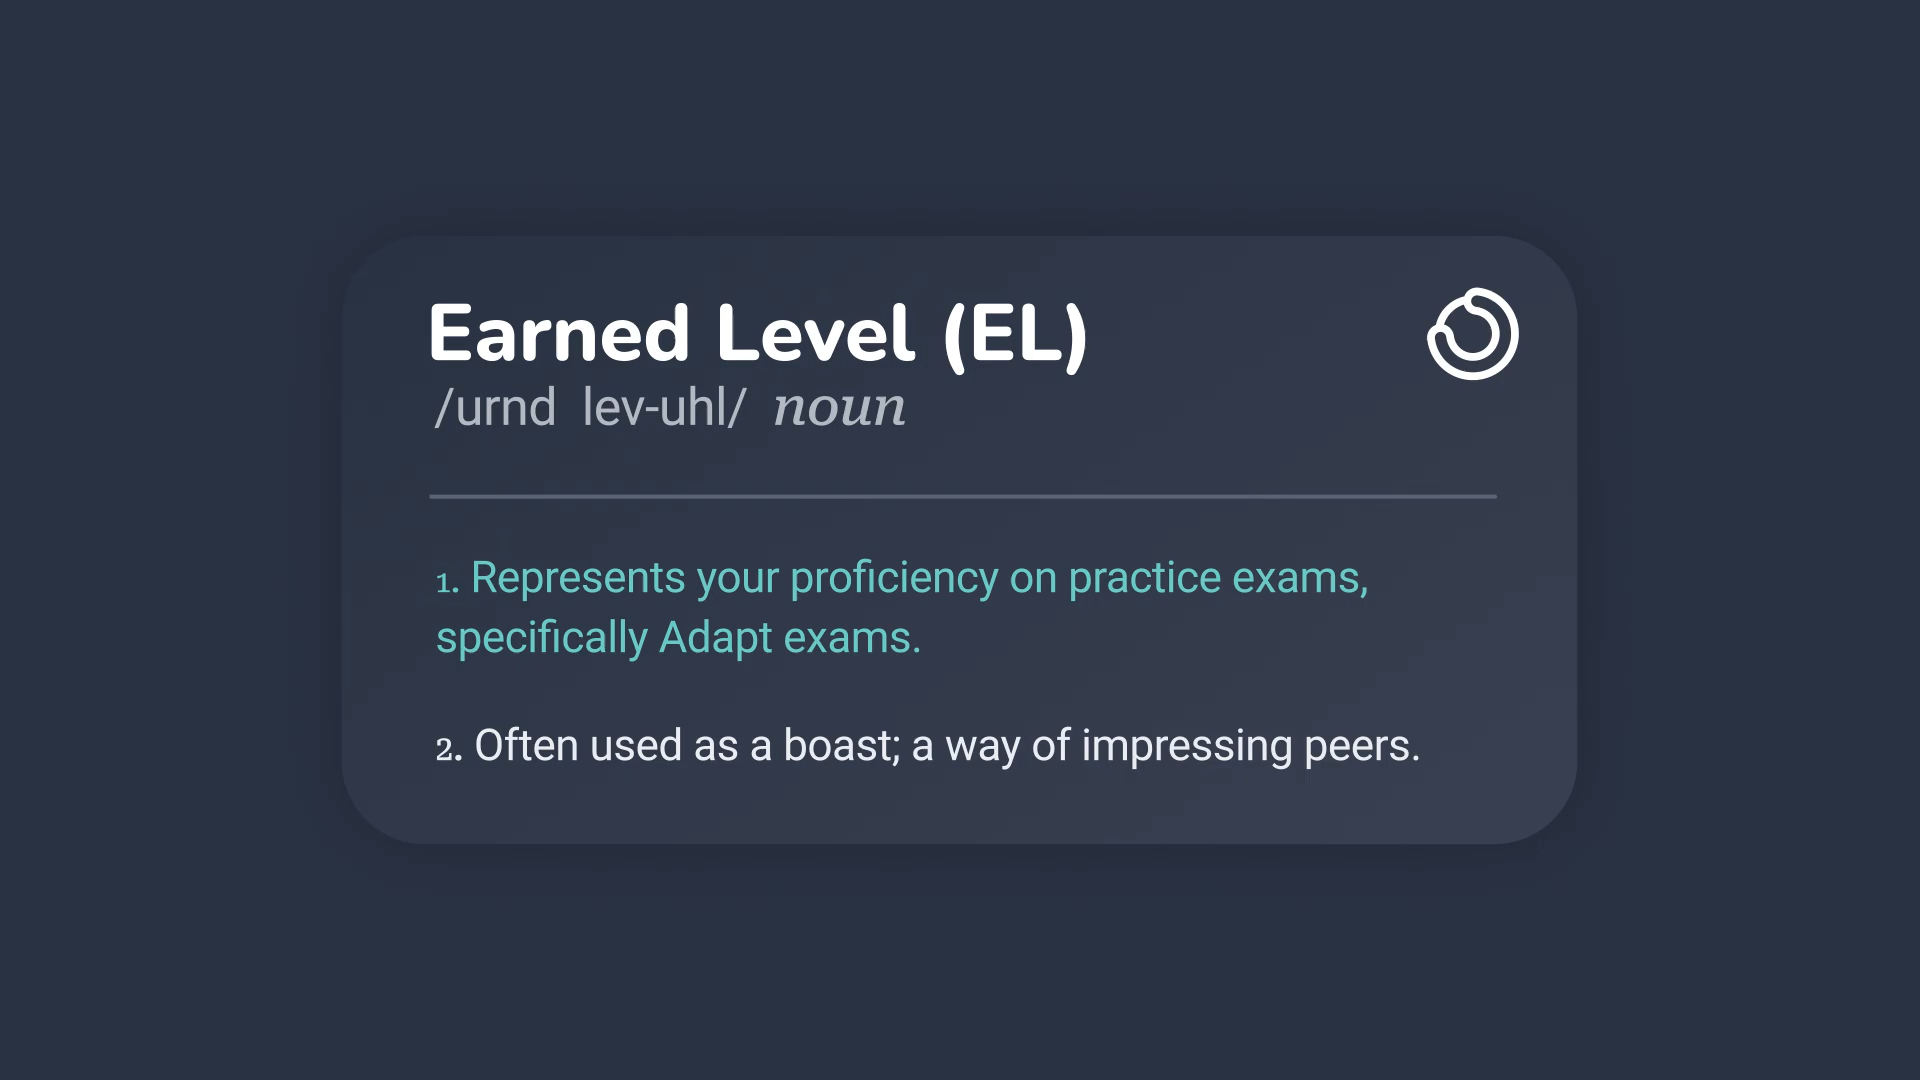 Earned Level (EL)
/urnd lev-uhl/ noun
1. Represents your proficiency on practice exams,
specifically Adapt exams.
2. Often used as a boast; a way of impressing peers.